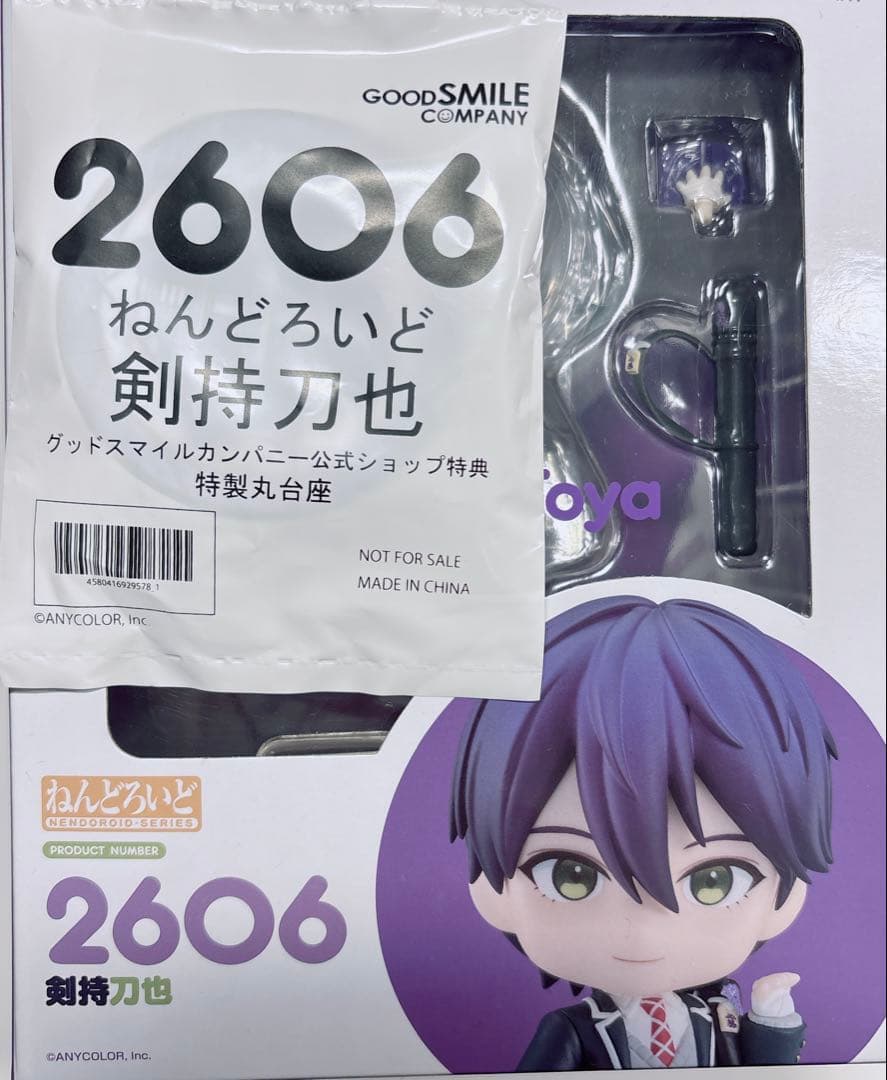 GOODSMILE
COMPANY
2606
ねんどろいど
剣持刀也
グッドスマイルカンパニー公式ショップ特典
特製丸台座
4580416929578 1
NOT FOR SALE
MADE IN CHINA
©ANYCOLOR, Inc.
oya
ねんどろいど
NENDOROID-SERIES
PRODUCT NUMBER
2606
剣持刀也
©ANYCOLOR, Inc.